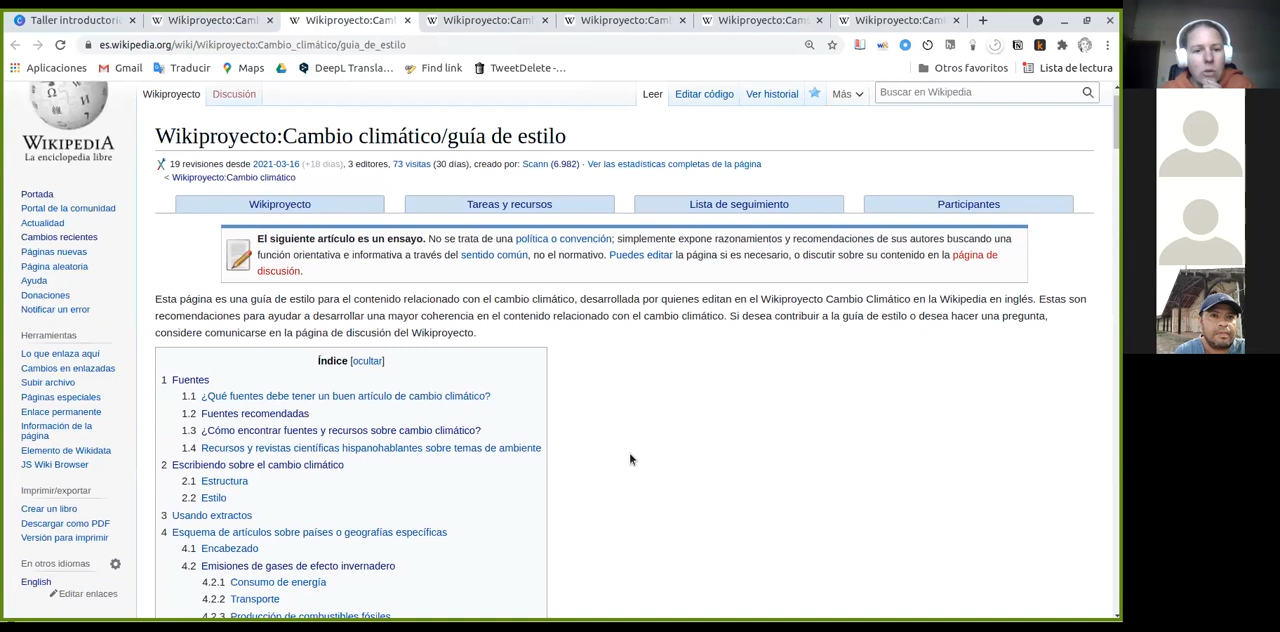 Taller introductori
Wikiproyecto:Caml
Wikiproyecto:Caml
Wikiproyecto:Caml
Wikiproyecto:Caml
Wikiproyecto:Cam
Wikiproyecto:Cam
es.wikipedia.org/wiki/Wikiproyecto:Cambio_climático/guía_de_estilo
Aplicaciones Gmail Traducir Maps DeepL Transla... Find link TweetDelete -... Otros favoritos Lista de lectura
WIKIPEDIA
La enciclopedia libre
Portada
Portal de la comunidad
Actualidad
Cambios recientes
Páginas nuevas
Página aleatoria
Ayuda
Donaciones
Notificar un error
Herramientas
Lo que enlaza aquí
Cambios en enlazadas
Subir archivo
Páginas especiales
Enlace permanente
Información de la
página
Elemento de Wikidata
JS Wiki Browser
Imprimir/exportar
Crear un libro
Descargar como PDF
Versión para imprimir
En otros idiomas
English
Editar enlaces
Wikiproyecto Discusión Leer Editar código Ver historial Más Buscar en Wikipedia
Wikiproyecto:Cambio climático/guía de estilo
19 revisiones desde 2021-03-16 (+18 días), 3 editores, 73 visitas (30 días), creado por: Scann (6.982) · Ver las estadísticas completas de la página
< Wikiproyecto:Cambio climático
Wikiproyecto Tareas y recursos Lista de seguimiento Participantes
El siguiente artículo es un ensayo. No se trata de una política o convención; simplemente expone razonamientos y recomendaciones de sus autores buscando una
función orientativa e informativa a través del sentido común, no el normativo. Puedes editar la página si es necesario, o discutir sobre su contenido en la página de
discusión.
Esta página es una guía de estilo para el contenido relacionado con el cambio climático, desarrollada por quienes editan en el Wikiproyecto Cambio Climático en la Wikipedia en inglés. Estas son
recomendaciones para ayudar a desarrollar una mayor coherencia en el contenido relacionado con el cambio climático. Si desea contribuir a la guía de estilo o desea hacer una pregunta,
considere comunicarse en la página de discusión del Wikiproyecto.
Índice [ocultar]
1 Fuentes
1.1 ¿Qué fuentes debe tener un buen artículo de cambio climático?
1.2 Fuentes recomendadas
1.3 ¿Cómo encontrar fuentes y recursos sobre cambio climático?
1.4 Recursos y revistas científicas hispanohablantes sobre temas de ambiente
2 Escribiendo sobre el cambio climático
2.1 Estructura
2.2 Estilo
3 Usando extractos
4 Esquema de artículos sobre países o geografías específicas
4.1 Encabezado
4.2 Emisiones de gases de efecto invernadero
4.2.1 Consumo de energía
4.2.2 Transporte
4.2.3 Producción de combustibles fósiles